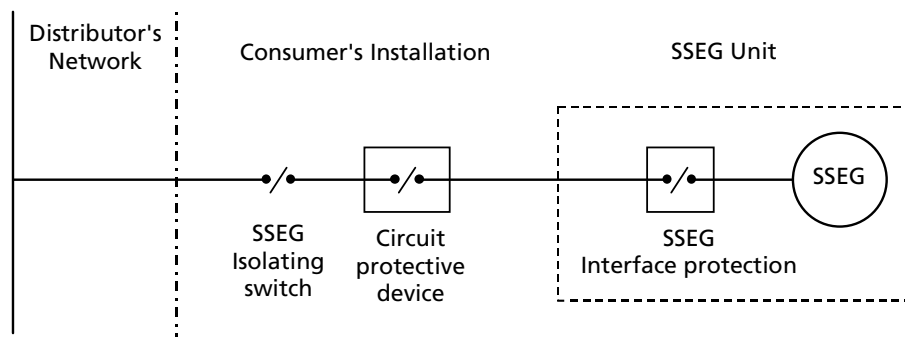 Distributor's
Network
Consumer's Installation
SSEG Unit
SSEG
SSEG
Isolating
switch
Circuit
protective
device
SSEG
Interface protection